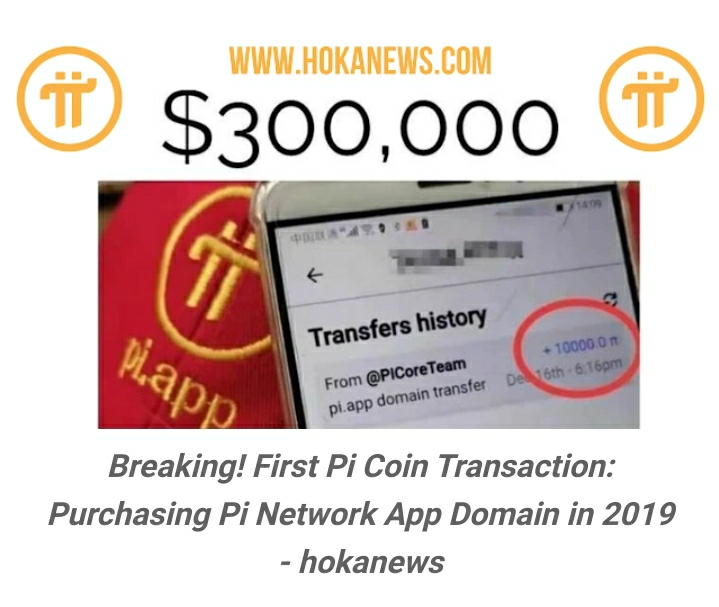 WWW.HOKANEWS.COM
$300,000
14:09
Transfers history
From @PiCoreTeam
pi.app domain transfer
+ 10000.0 π
Dec 16th - 6:16pm
pi.app
Breaking! First Pi Coin Transaction:
Purchasing Pi Network App Domain in 2019
- hokanews